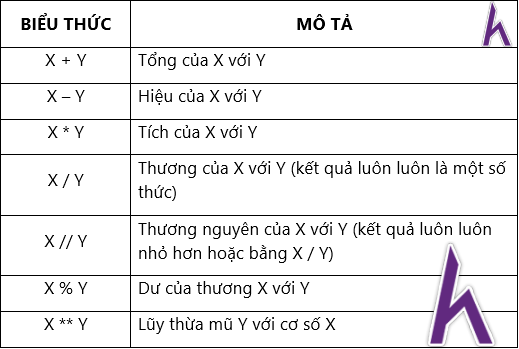 BIỂU THỨC MÔ TẢ
X + Y Tổng của X với Y
X – Y Hiệu của X với Y
X * Y Tích của X với Y
X / Y Thương của X với Y (kết quả luôn luôn là một số
thức)
X // Y Thương nguyên của X với Y (kết quả luôn luôn
nhỏ hơn hoặc bằng X / Y)
X % Y Dư của thương X với Y
X ** Y Lũy thừa mũ Y với cơ số X